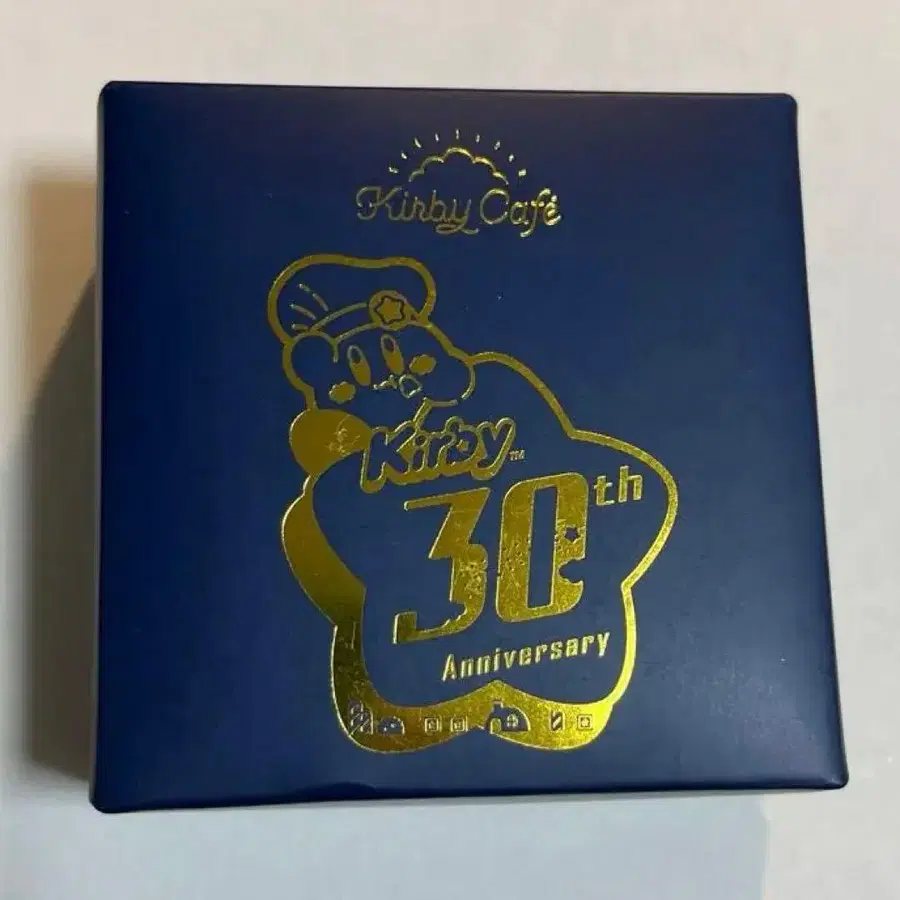 Kirby Café
Kirby™
30th
Anniversary